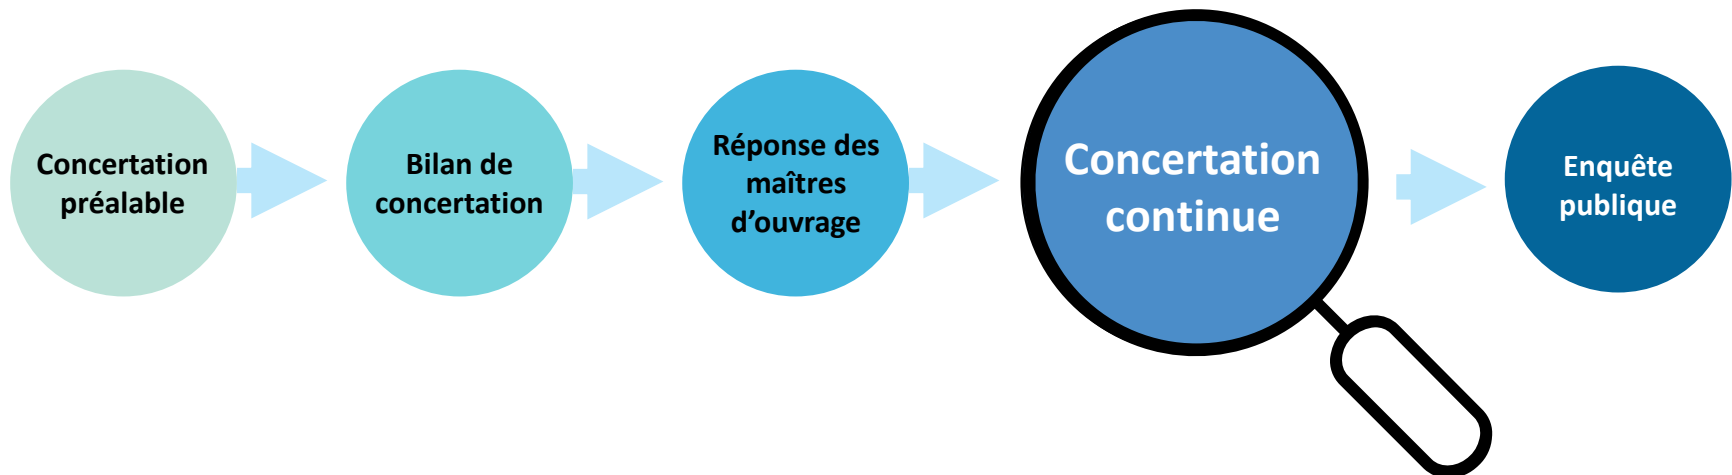 Concertation
préalable
Bilan de
concertation
Réponse des
maîtres
d’ouvrage
Concertation
continue
Enquête
publique